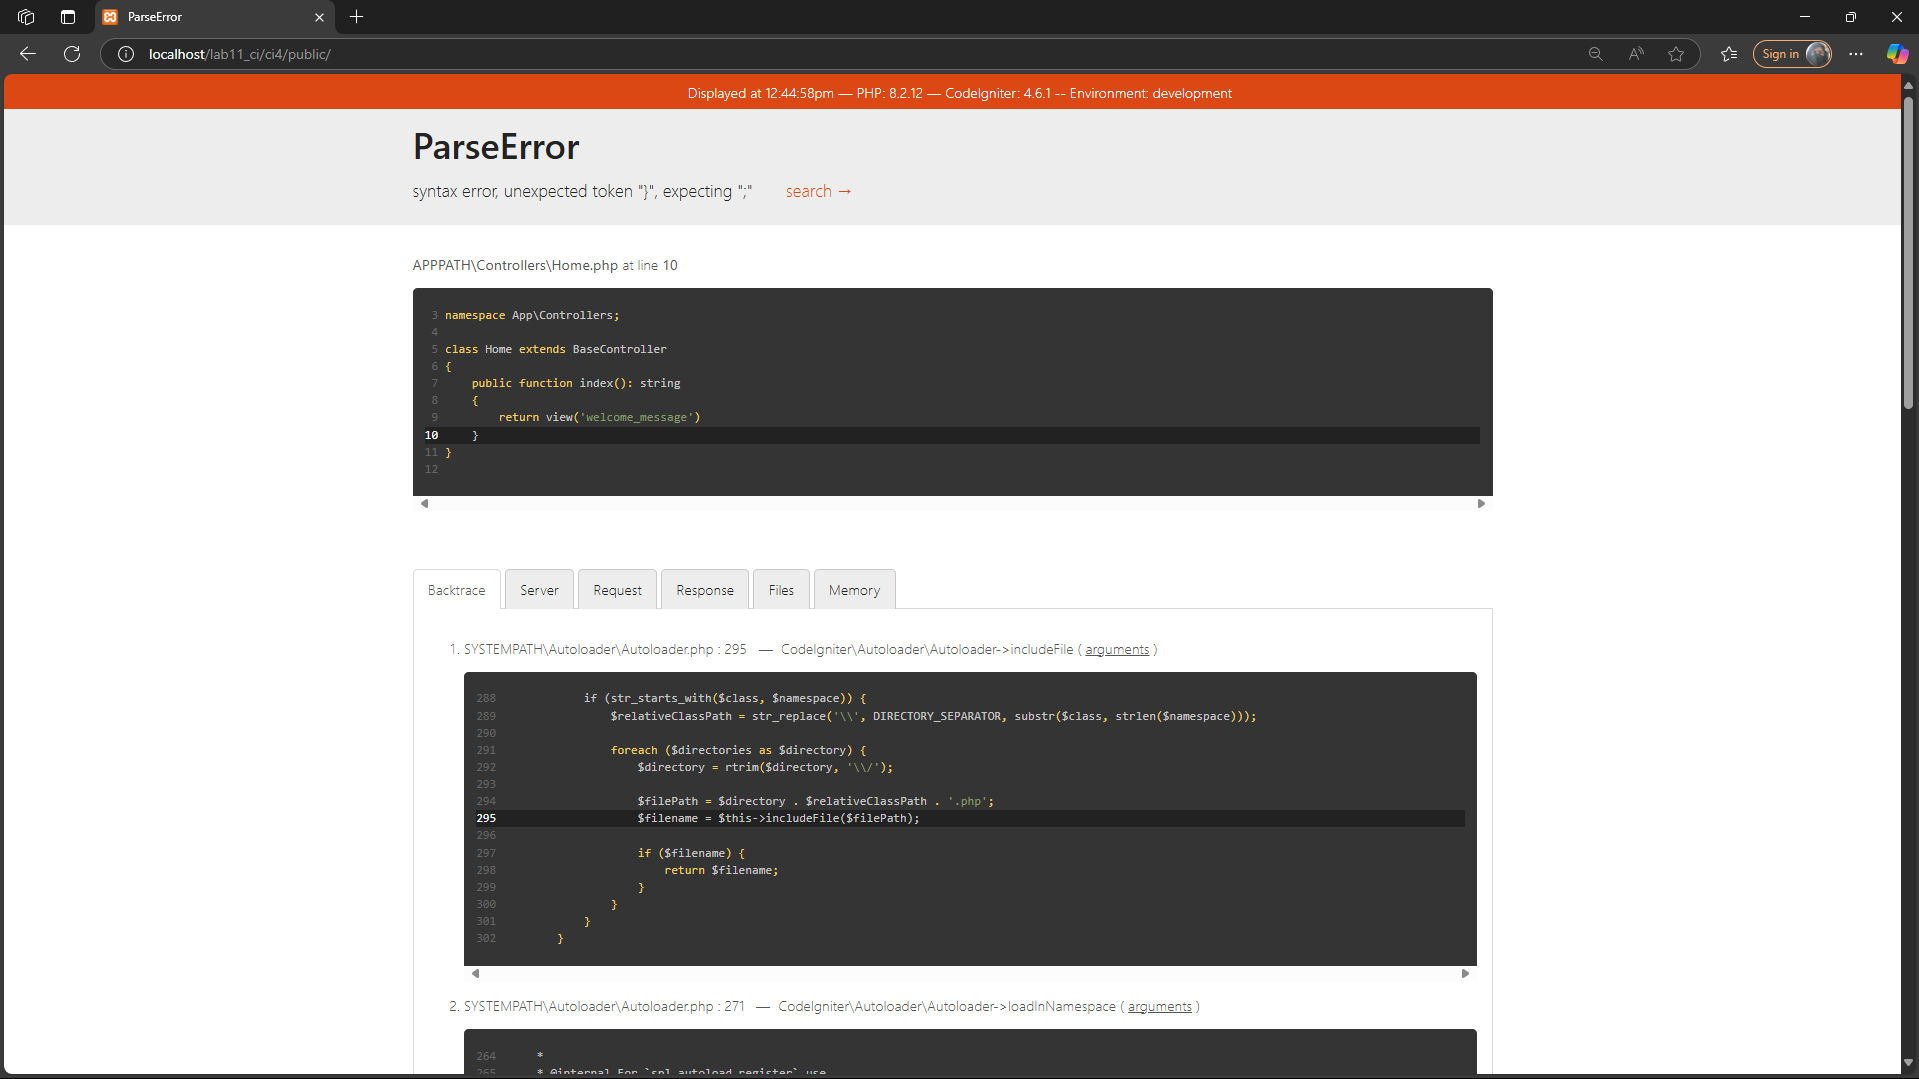 ParseError
localhost/lab11_ci/ci4/public/
Sign in
Displayed at 12:44:58pm — PHP: 8.2.12 — CodeIgniter: 4.6.1 -- Environment: development
ParseError
syntax error, unexpected token "}", expecting ";" search →
APPPATH\Controllers\Home.php at line 10
3 namespace App\Controllers;
4
5 class Home extends BaseController
6 {
7     public function index(): string
8     {
9         return view('welcome_message')
10     }
11 }
12
Backtrace Server Request Response Files Memory
1. SYSTEMPATH\Autoloader\Autoloader.php : 295 — CodeIgniter\Autoloader\Autoloader->includeFile ( arguments )
288             if (str_starts_with($class, $namespace)) {
289                 $relativeClassPath = str_replace('\\', DIRECTORY_SEPARATOR, substr($class, strlen($namespace)));
290
291                 foreach ($directories as $directory) {
292                     $directory = rtrim($directory, '\\/');
293
294                     $filePath = $directory . $relativeClassPath . '.php';
295                     $filename = $this->includeFile($filePath);
296
297                     if ($filename) {
298                         return $filename;
299                     }
300                 }
301             }
302         }
2. SYSTEMPATH\Autoloader\Autoloader.php : 271 — CodeIgniter\Autoloader\Autoloader->loadInNamespace ( arguments )
264      *
265      * @internal For `spl_autoload_register` use.